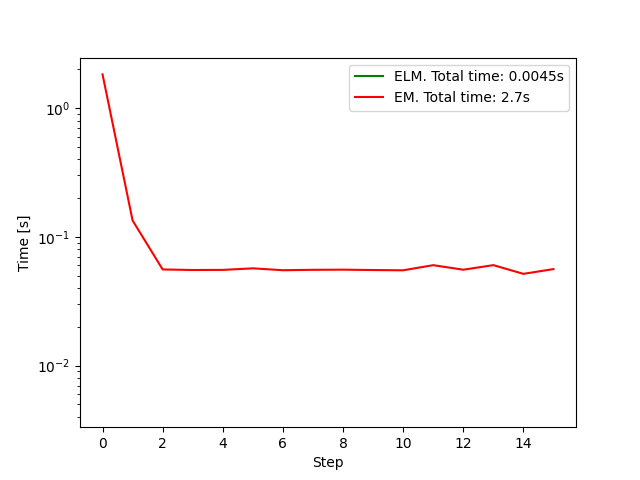 ELM. Total time: 0.0045s
EM. Total time: 2.7s
10⁰
10⁻¹
10⁻²
Time [s]
0 2 4 6 8 10 12 14
Step